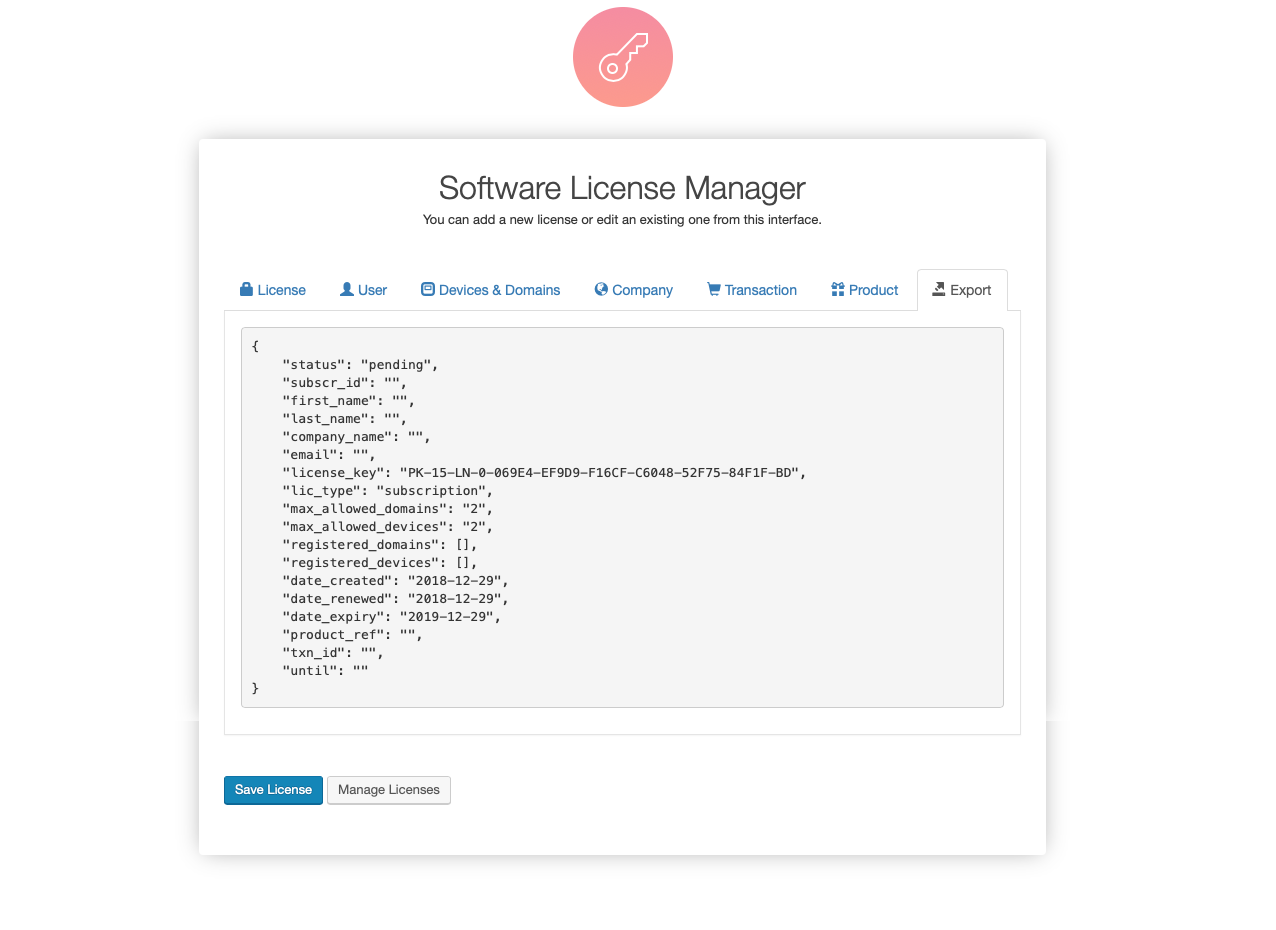 Software License Manager
You can add a new license or edit an existing one from this interface.
License User Devices & Domains Company Transaction Product Export
{
    "status": "pending",
    "subscr_id": "",
    "first_name": "",
    "last_name": "",
    "company_name": "",
    "email": "",
    "license_key": "PK-15-LN-0-069E4-EF9D9-F16CF-C6048-52F75-84F1F-BD",
    "lic_type": "subscription",
    "max_allowed_domains": "2",
    "max_allowed_devices": "2",
    "registered_domains": [],
    "registered_devices": [],
    "date_created": "2018-12-29",
    "date_renewed": "2018-12-29",
    "date_expiry": "2019-12-29",
    "product_ref": "",
    "txn_id": "",
    "until": ""
}
Save License Manage Licenses